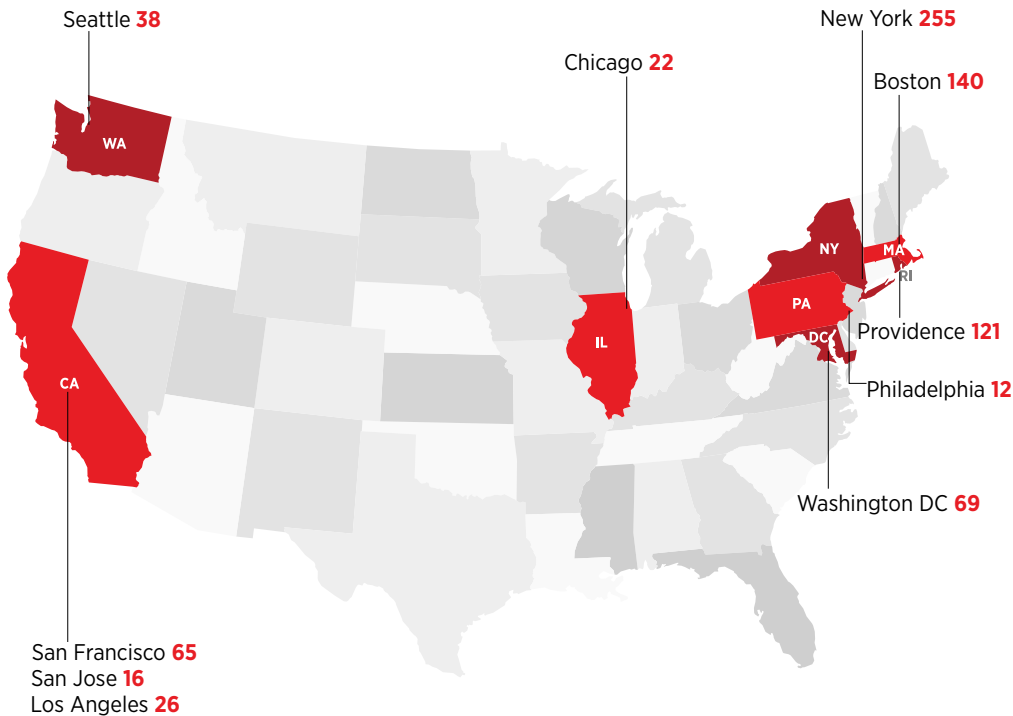 Seattle 38
New York 255
Chicago 22
Boston 140
WA
NY
MA
RI
PA
DC
IL
CA
Providence 121
Philadelphia 12
Washington DC 69
San Francisco 65
San Jose 16
Los Angeles 26